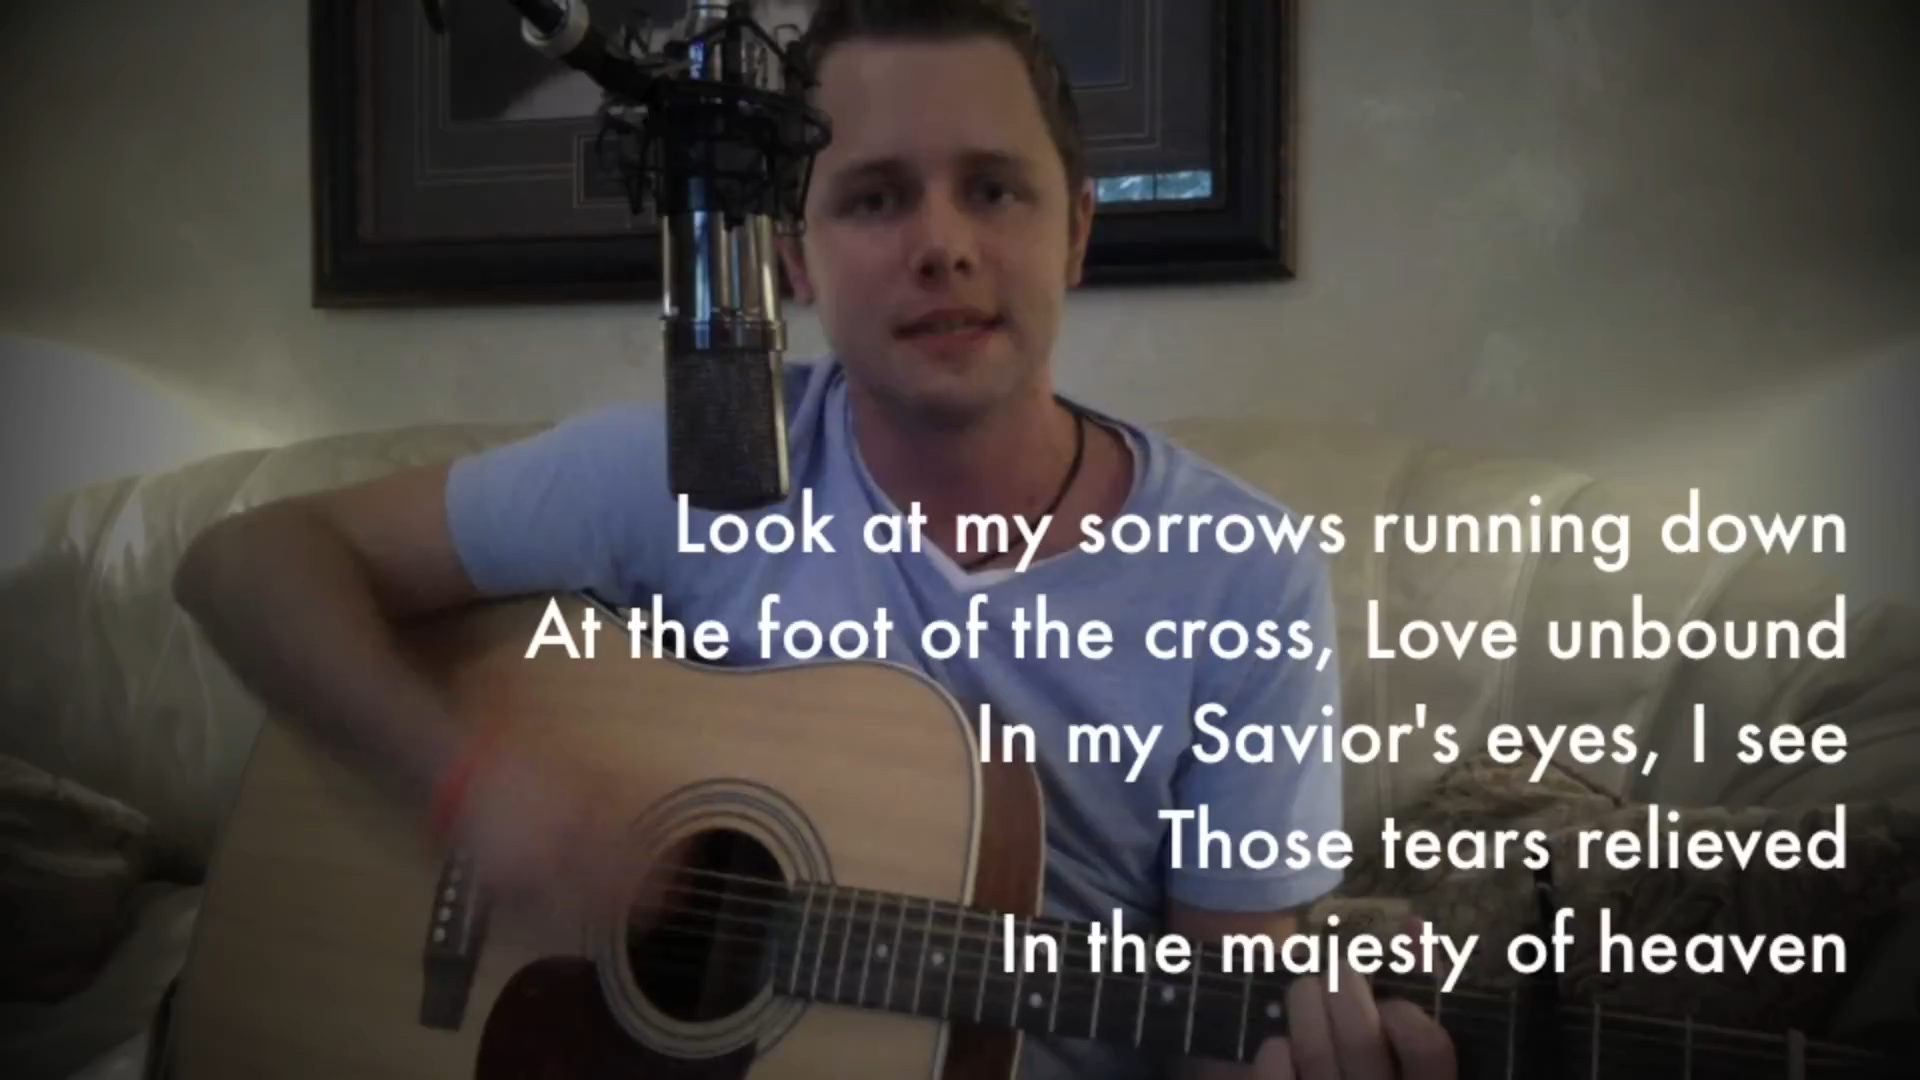 Look at my sorrows running down
At the foot of the cross, Love unbound
In my Savior's eyes, I see
Those tears relieved
In the majesty of heaven